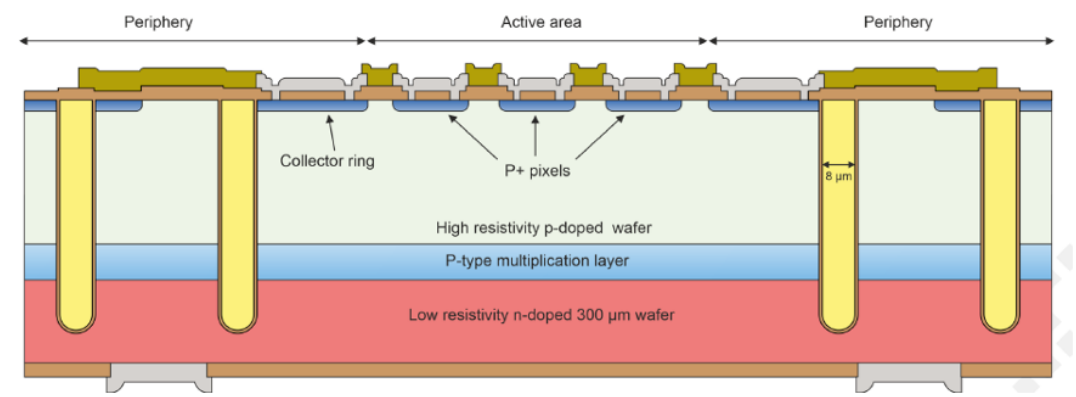 Periphery
Active area
Periphery
Collector ring
P+ pixels
8 µm
High resistivity p-doped wafer
P-type multiplication layer
Low resistivity n-doped 300 µm wafer